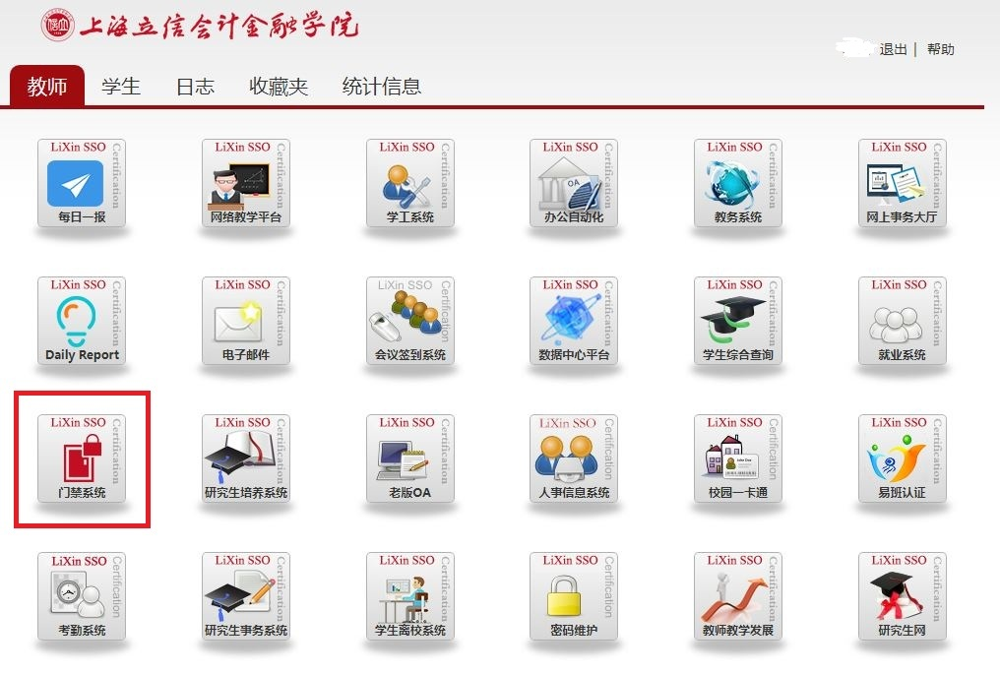 上海立信会计金融学院
退出 | 帮助
教师 学生 日志 收藏夹 统计信息
LiXin SSO Certification
每日一报
LiXin SSO Certification
网络教学平台
LiXin SSO Certification
学工系统
LiXin SSO Certification
OA
办公自动化
LiXin SSO Certification
教务系统
LiXin SSO Certification
网上事务大厅
LiXin SSO Certification
Daily Report
LiXin SSO Certification
电子邮件
LiXin SSO Certification
会议签到系统
LiXin SSO Certification
数据中心平台
LiXin SSO Certification
学生综合查询
LiXin SSO Certification
就业系统
LiXin SSO Certification
门禁系统
LiXin SSO Certification
研究生培养系统
LiXin SSO Certification
老版OA
LiXin SSO Certification
人事信息系统
LiXin SSO Certification
校园一卡通
LiXin SSO Certification
易班认证
LiXin SSO Certification
考勤系统
LiXin SSO Certification
研究生事务系统
LiXin SSO Certification
学生离校系统
LiXin SSO Certification
密码维护
LiXin SSO Certification
教师教学发展
LiXin SSO Certification
研究生网